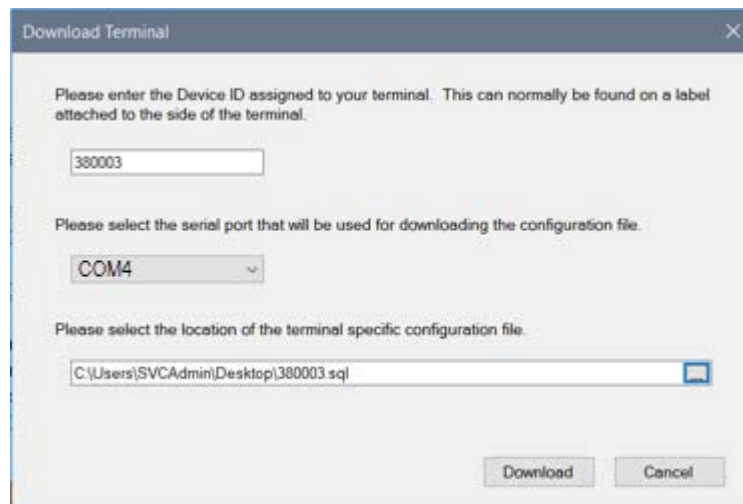 Download Terminal
Please enter the Device ID assigned to your terminal. This can normally be found on a label
attached to the side of the terminal.
380003
Please select the serial port that will be used for downloading the configuration file.
COM4
Please select the location of the terminal specific configuration file.
C:\Users\SVCAdmin\Desktop\380003.sql
...
Download Cancel